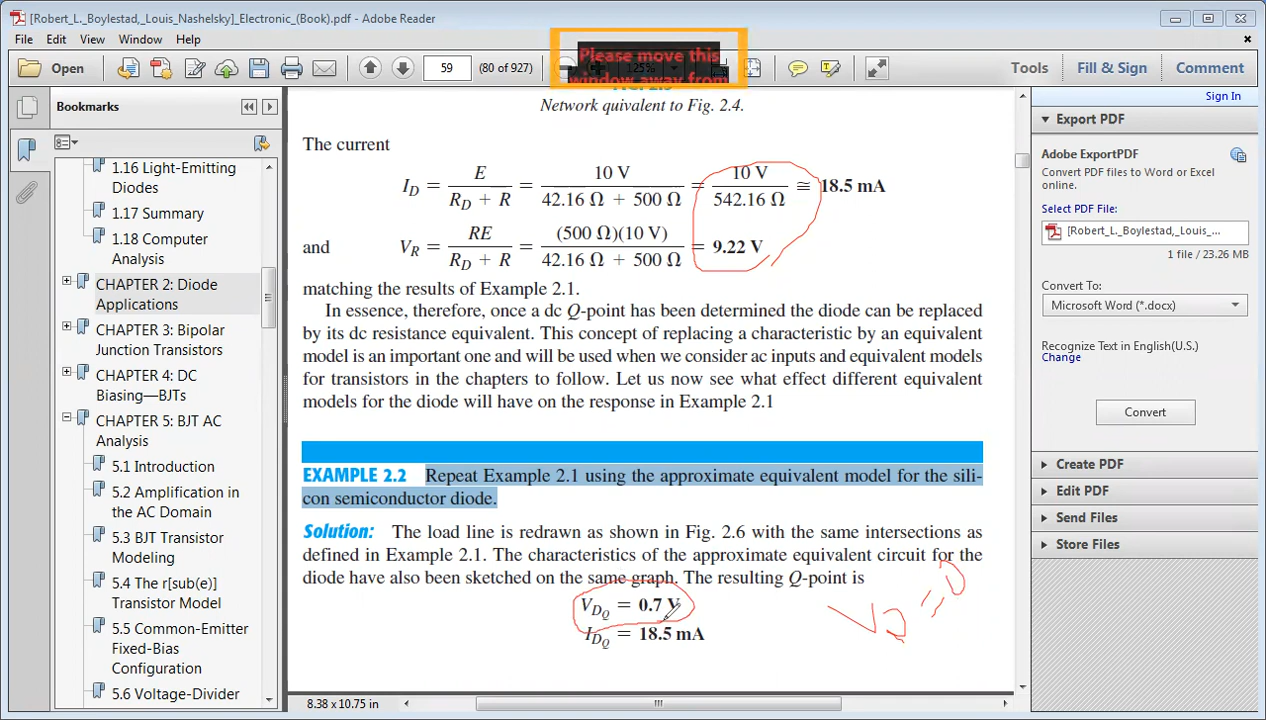 [Robert_L._Boylestad,_Louis_Nashelsky]_Electronic_(Book).pdf - Adobe Reader
File Edit View Window Help
Please move this
window away from
Open 59 (80 of 927) 125% Tools Fill & Sign Comment
Sign In
Bookmarks
1.16 Light-Emitting
Diodes
1.17 Summary
1.18 Computer
Analysis
CHAPTER 2: Diode
Applications
CHAPTER 3: Bipolar
Junction Transistors
CHAPTER 4: DC
Biasing—BJTs
CHAPTER 5: BJT AC
Analysis
5.1 Introduction
5.2 Amplification in
the AC Domain
5.3 BJT Transistor
Modeling
5.4 The r[sub(e)]
Transistor Model
5.5 Common-Emitter
Fixed-Bias
Configuration
5.6 Voltage-Divider
Network quivalent to Fig. 2.4.
The current
I_D = E / (R_D + R) = 10 V / (42.16 Ω + 500 Ω) = 10 V / 542.16 Ω ≅ 18.5 mA
and V_R = RE / (R_D + R) = (500 Ω)(10 V) / (42.16 Ω + 500 Ω) = 9.22 V
matching the results of Example 2.1.
In essence, therefore, once a dc Q-point has been determined the diode can be replaced
by its dc resistance equivalent. This concept of replacing a characteristic by an equivalent
model is an important one and will be used when we consider ac inputs and equivalent models
for transistors in the chapters to follow. Let us now see what effect different equivalent
models for the diode will have on the response in Example 2.1
EXAMPLE 2.2 Repeat Example 2.1 using the approximate equivalent model for the sili-
con semiconductor diode.
Solution: The load line is redrawn as shown in Fig. 2.6 with the same intersections as
defined in Example 2.1. The characteristics of the approximate equivalent circuit for the
diode have also been sketched on the same graph. The resulting Q-point is
V_DQ = 0.7 V
I_DQ = 18.5 mA
8.38 x 10.75 in
Export PDF
Adobe ExportPDF
Convert PDF files to Word or Excel
online.
Select PDF File:
[Robert_L._Boylestad,_Louis_...
1 file / 23.26 MB
Convert To:
Microsoft Word (*.docx)
Recognize Text in English(U.S.)
Change
Convert
Create PDF
Edit PDF
Send Files
Store Files